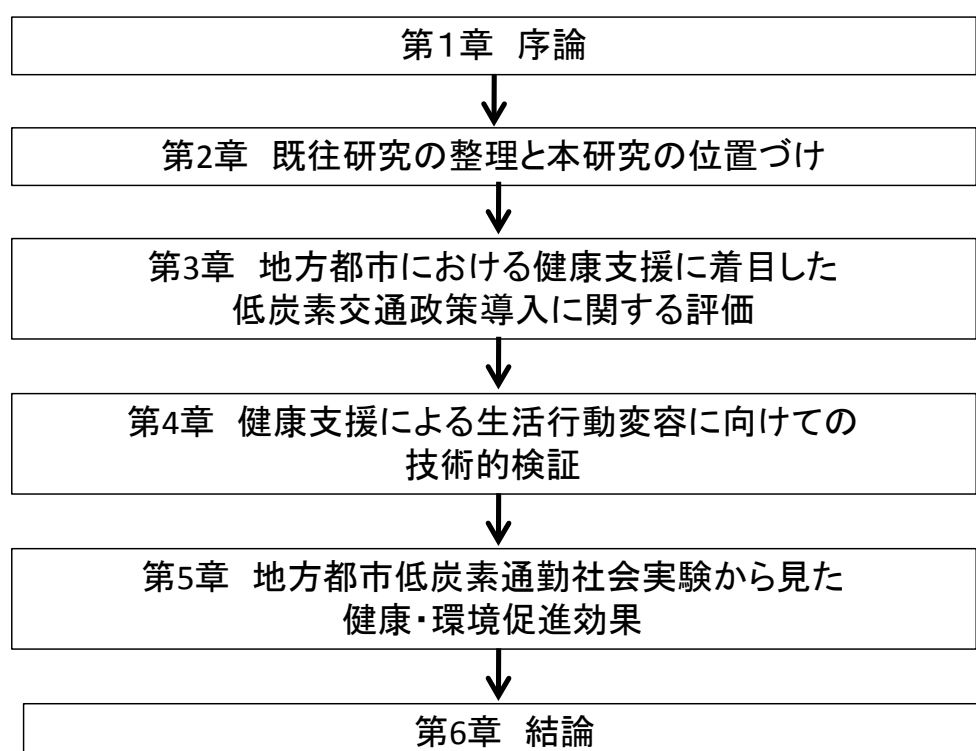 第1章 序論
第2章 既往研究の整理と本研究の位置づけ
第3章 地方都市における健康支援に着目した
低炭素交通政策導入に関する評価
第4章 健康支援による生活行動変容に向けての
技術的検証
第5章 地方都市低炭素通勤社会実験から見た
健康・環境促進効果
第6章 結論